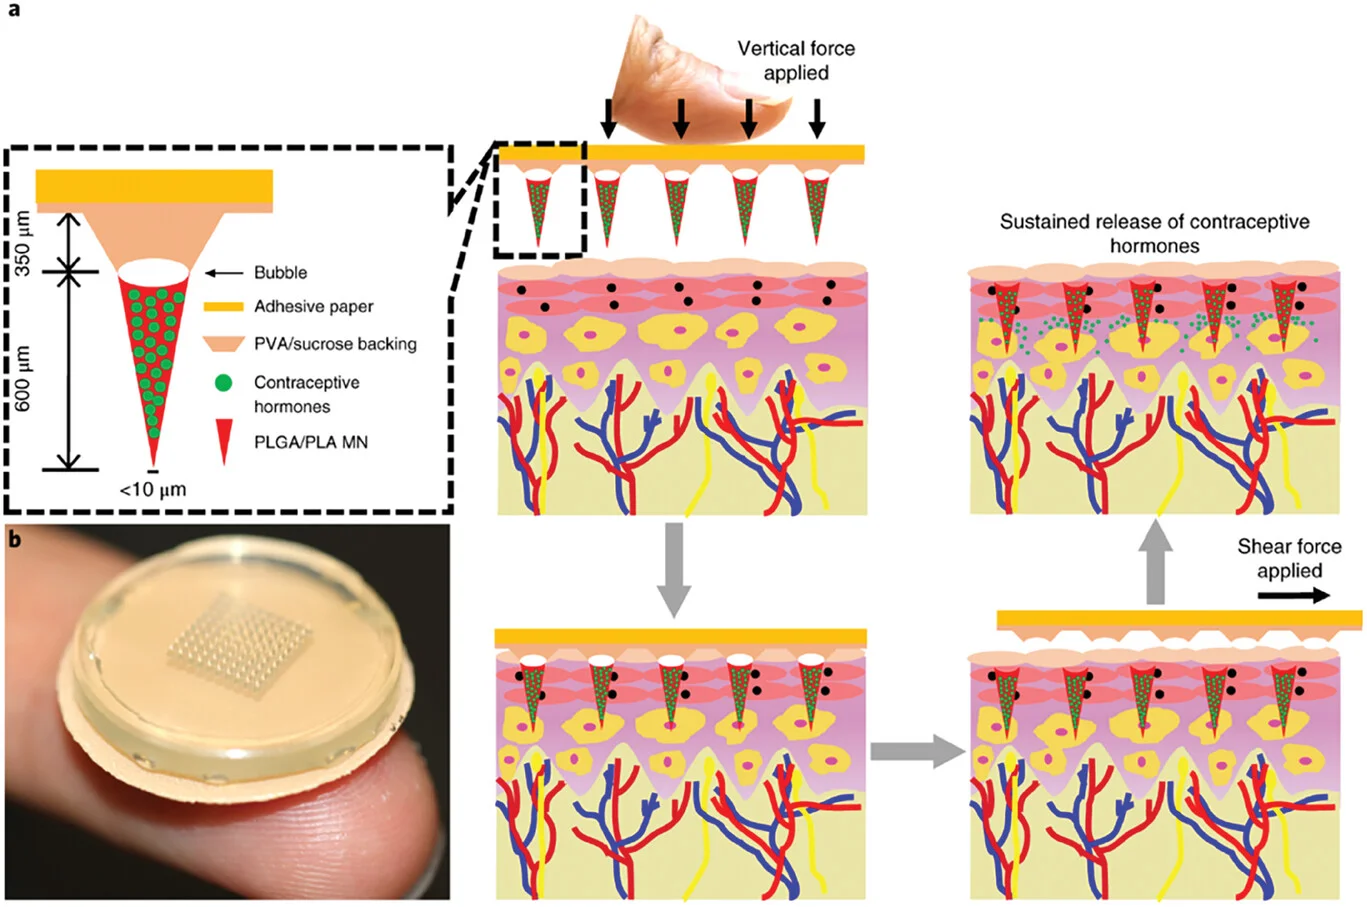 a
Vertical force
applied
350 μm
600 μm
Bubble
Adhesive paper
PVA/sucrose backing
Contraceptive
hormones
PLGA/PLA MN
<10 μm
Sustained release of contraceptive
hormones
b
Shear force
applied